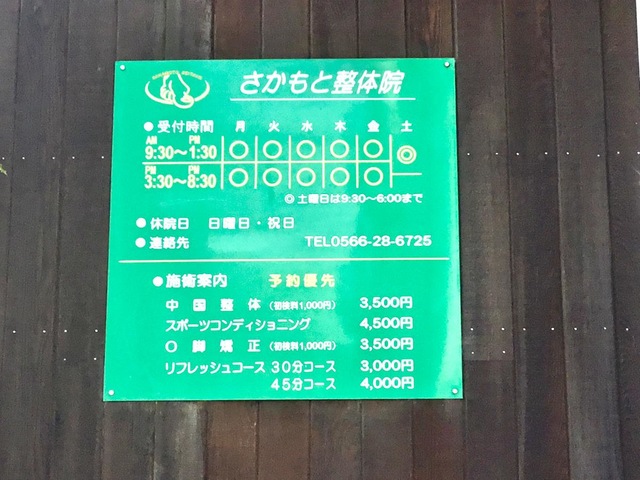 さかもと整体院
●受付時間 月 火 水 木 金 土
AM 9:30〜PM 1:30 ○ ○ ○ ○ ○ ◎
PM 3:30〜PM 8:30 ○ ○ ○ ○ ○
◎土曜日は9:30〜6:00まで
●休院日 日曜日・祝日
●連絡先 TEL0566-28-6725
●施術案内 予約優先
中国整体（初検料1,000円） 3,500円
スポーツコンディショニング 4,500円
O脚矯正（初検料1,000円） 3,500円
リフレッシュコース 30分コース 3,000円
45分コース 4,000円